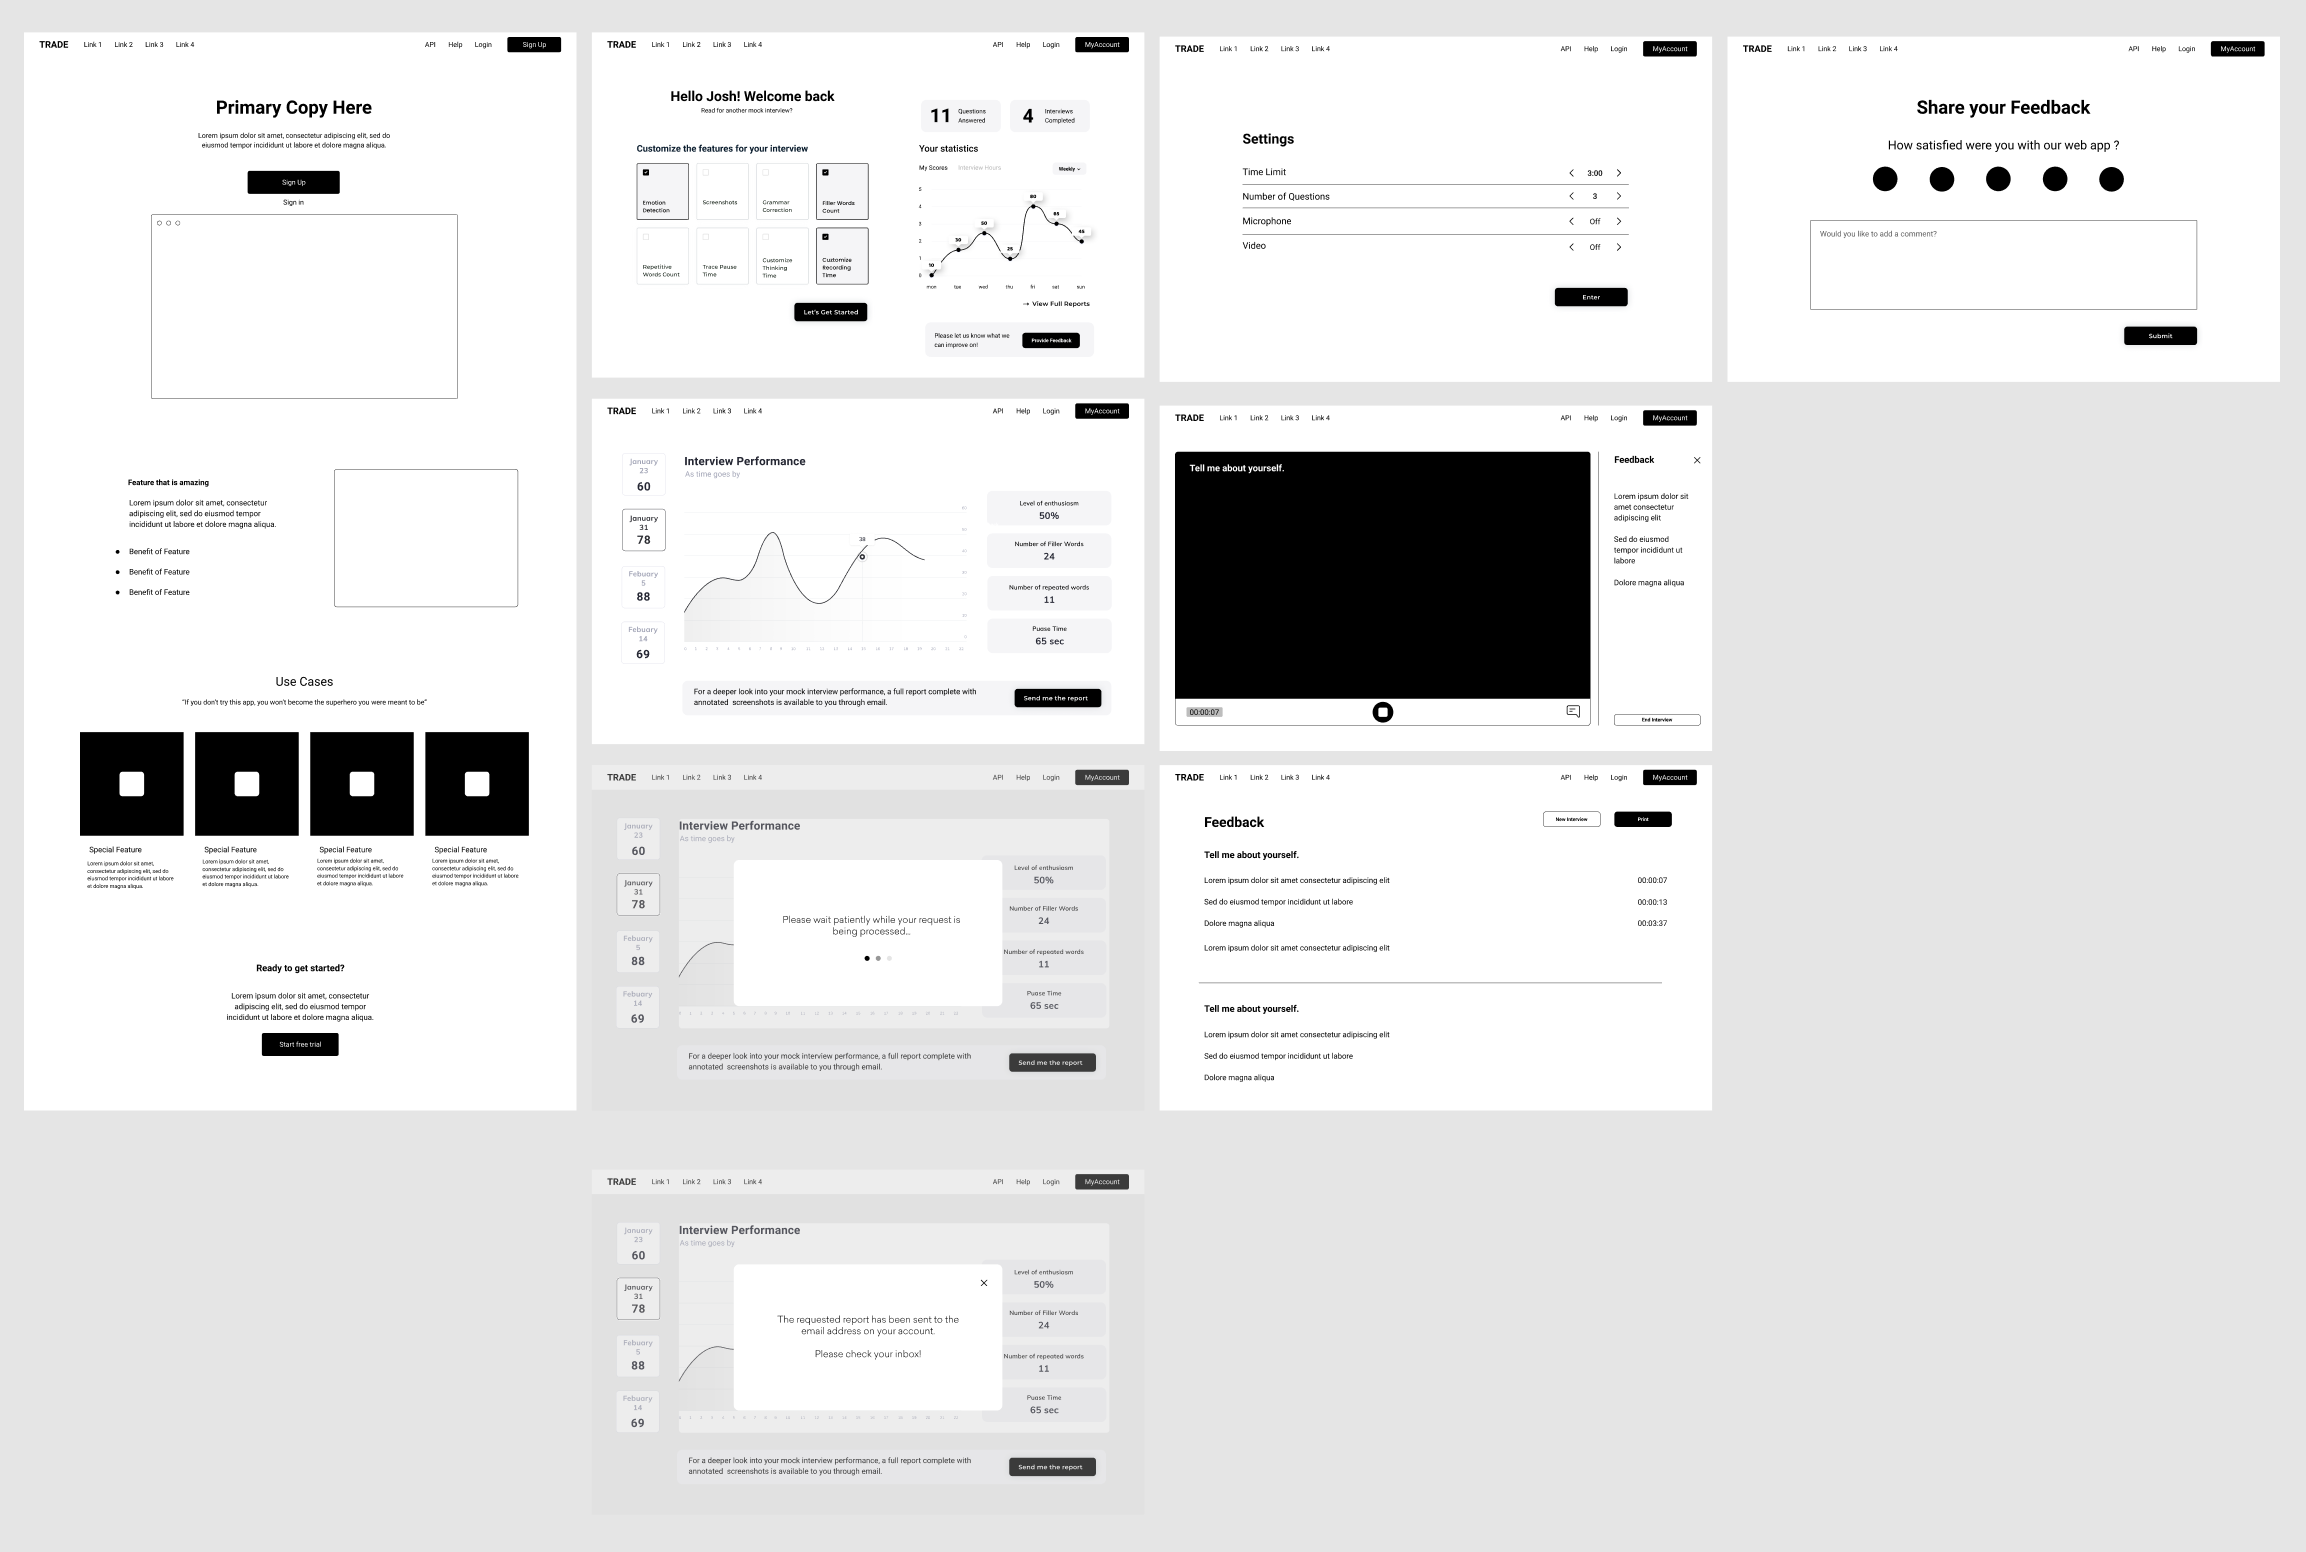 TRADE Link 1 Link 2 Link 3 Link 4 API Help Login Sign Up
Primary Copy Here
Lorem ipsum dolor sit amet, consectetur adipiscing elit, sed do
eiusmod tempor incididunt ut labore et dolore magna aliqua.
Sign Up
Sign in
Feature that is amazing
Lorem ipsum dolor sit amet, consectetur
adipiscing elit, sed do eiusmod tempor
incididunt ut labore et dolore magna aliqua.
Benefit of Feature
Benefit of Feature
Benefit of Feature
Use Cases
"If you don't try this app, you won't become the superhero you were meant to be"
Special Feature
Lorem ipsum dolor sit amet,
consectetur adipiscing elit, sed do
eiusmod tempor incididunt ut labore
et dolore magna aliqua.
Special Feature
Lorem ipsum dolor sit amet,
consectetur adipiscing elit, sed do
eiusmod tempor incididunt ut labore
et dolore magna aliqua.
Special Feature
Lorem ipsum dolor sit amet,
consectetur adipiscing elit, sed do
eiusmod tempor incididunt ut labore
et dolore magna aliqua.
Special Feature
Lorem ipsum dolor sit amet,
consectetur adipiscing elit, sed do
eiusmod tempor incididunt ut labore
et dolore magna aliqua.
Ready to get started?
Lorem ipsum dolor sit amet, consectetur
adipiscing elit, sed do eiusmod tempor
incididunt ut labore et dolore magna aliqua.
Start free trial
TRADE Link 1 Link 2 Link 3 Link 4 API Help Login MyAccount
Hello Josh! Welcome back
Read for another mock interview?
Customize the features for your interview
Emotion
Detection
Screenshots
Grammar
Correction
Filler Words
Count
Repetitive
Words Count
Trace Pause
Time
Customize
Thinking
Time
Customize
Recording
Time
Let's Get Started
11 Questions
Answered
4 Interviews
Completed
Your statistics
My Scores Interview Hours Weekly
5
4
3
2
1
0
10
30
50
25
80
65
45
mon tue wed thu fri sat sun
→ View Full Reports
Please let us know what we
can improve on!
Provide Feedback
TRADE Link 1 Link 2 Link 3 Link 4 API Help Login MyAccount
January
23
60
January
31
78
Febuary
5
88
Febuary
14
69
Interview Performance
As time goes by
38
Level of enthusiasm
50%
Number of Filler Words
24
Number of repeated words
11
Puase Time
65 sec
For a deeper look into your mock interview performance, a full report complete with
annotated screenshots is available to you through email.
Send me the report
TRADE Link 1 Link 2 Link 3 Link 4 API Help Login MyAccount
January
23
60
January
31
78
Febuary
5
88
Febuary
14
69
Interview Performance
As time goes by
Please wait patiently while your request is
being processed...
Level of enthusiasm
50%
Number of Filler Words
24
Number of repeated words
11
Puase Time
65 sec
For a deeper look into your mock interview performance, a full report complete with
annotated screenshots is available to you through email.
Send me the report
TRADE Link 1 Link 2 Link 3 Link 4 API Help Login MyAccount
January
23
60
January
31
78
Febuary
5
88
Febuary
14
69
Interview Performance
As time goes by
The requested report has been sent to the
email address on your account.
Please check your inbox!
Level of enthusiasm
50%
Number of Filler Words
24
Number of repeated words
11
Puase Time
65 sec
For a deeper look into your mock interview performance, a full report complete with
annotated screenshots is available to you through email.
Send me the report
TRADE Link 1 Link 2 Link 3 Link 4 API Help Login MyAccount
Settings
Time Limit 3:00
Number of Questions 3
Microphone Off
Video Off
Enter
TRADE Link 1 Link 2 Link 3 Link 4 API Help Login MyAccount
Tell me about yourself.
00:00:07
Feedback
Lorem ipsum dolor sit
amet consectetur
adipiscing elit
Sed do eiusmod
tempor incididunt ut
labore
Dolore magna aliqua
End Interview
TRADE Link 1 Link 2 Link 3 Link 4 API Help Login MyAccount
Feedback
New Interview
Print
Tell me about yourself.
Lorem ipsum dolor sit amet consectetur adipiscing elit 00:00:07
Sed do eiusmod tempor incididunt ut labore 00:00:13
Dolore magna aliqua 00:03:37
Lorem ipsum dolor sit amet consectetur adipiscing elit
Tell me about yourself.
Lorem ipsum dolor sit amet consectetur adipiscing elit
Sed do eiusmod tempor incididunt ut labore
Dolore magna aliqua
TRADE Link 1 Link 2 Link 3 Link 4 API Help Login MyAccount
Share your Feedback
How satisfied were you with our web app ?
Would you like to add a comment?
Submit